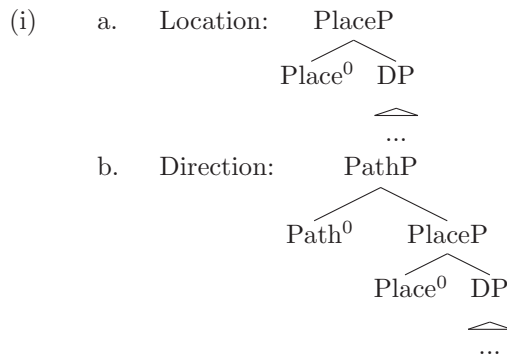 (i) a. Location: PlaceP
Place⁰ DP
...
b. Direction: PathP
Path⁰ PlaceP
Place⁰ DP
...